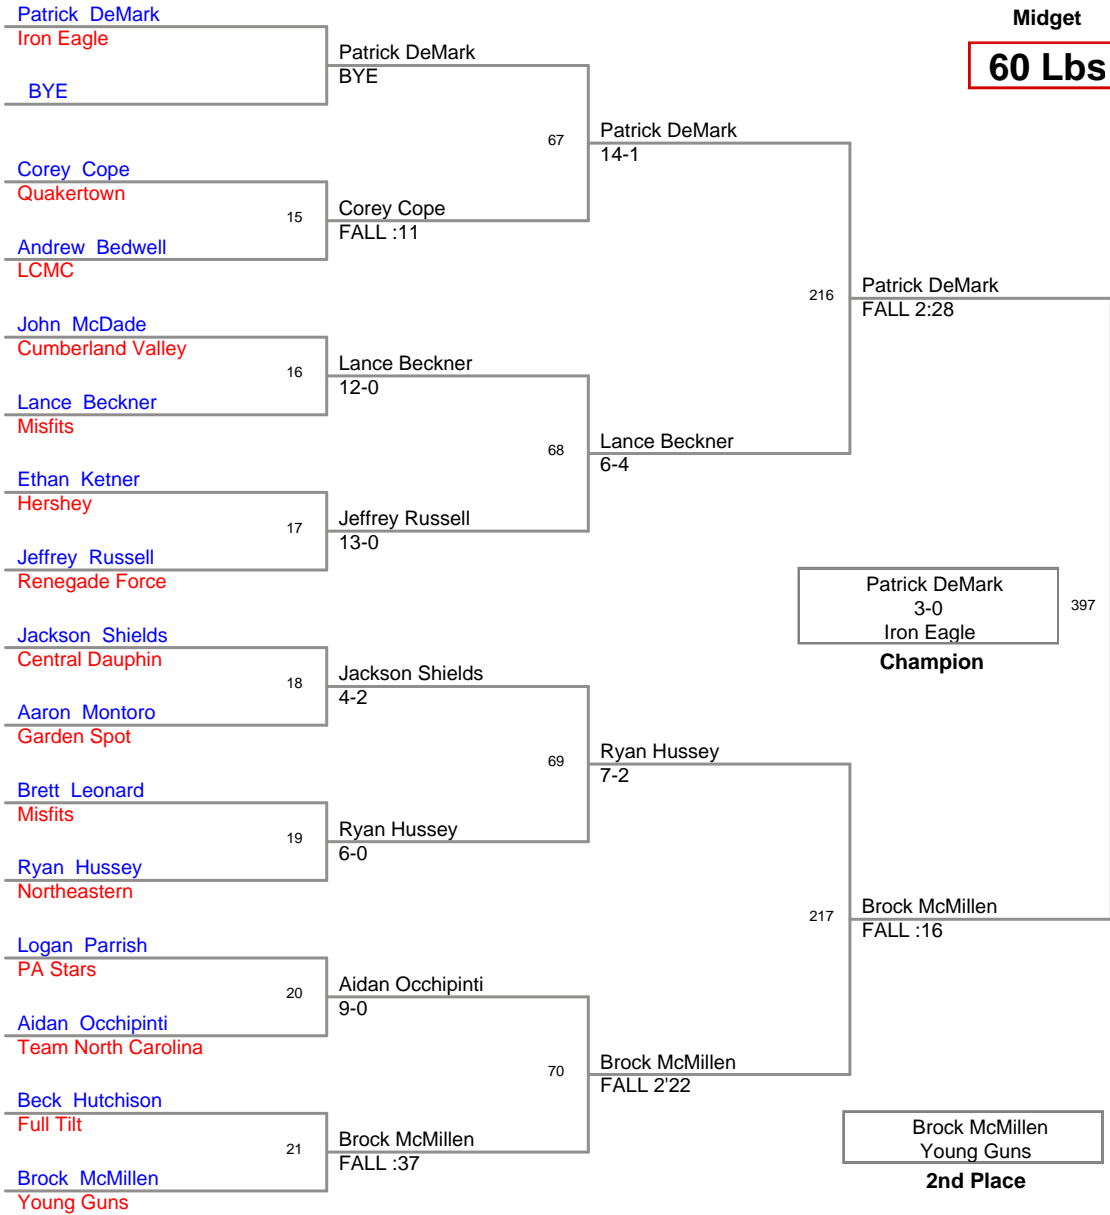 Midget
60 Lbs
Patrick DeMark
Iron Eagle
BYE
Corey Cope
Quakertown
15
Andrew Bedwell
LCMC
John McDade
Cumberland Valley
16
Lance Beckner
Misfits
Ethan Ketner
Hershey
17
Jeffrey Russell
Renegade Force
Jackson Shields
Central Dauphin
18
Aaron Montoro
Garden Spot
Brett Leonard
Misfits
19
Ryan Hussey
Northeastern
Logan Parrish
PA Stars
20
Aidan Occhipinti
Team North Carolina
Beck Hutchison
Full Tilt
21
Brock McMillen
Young Guns
Patrick DeMark
BYE
67
Corey Cope
FALL :11
Lance Beckner
12-0
68
Jeffrey Russell
13-0
Jackson Shields
4-2
69
Ryan Hussey
6-0
Aidan Occhipinti
9-0
70
Brock McMillen
FALL :37
Patrick DeMark
14-1
216
Lance Beckner
6-4
Ryan Hussey
7-2
217
Brock McMillen
FALL 2'22
Patrick DeMark
FALL 2:28
Brock McMillen
FALL :16
397
Patrick DeMark
3-0
Iron Eagle
Champion
Brock McMillen
Young Guns
2nd Place